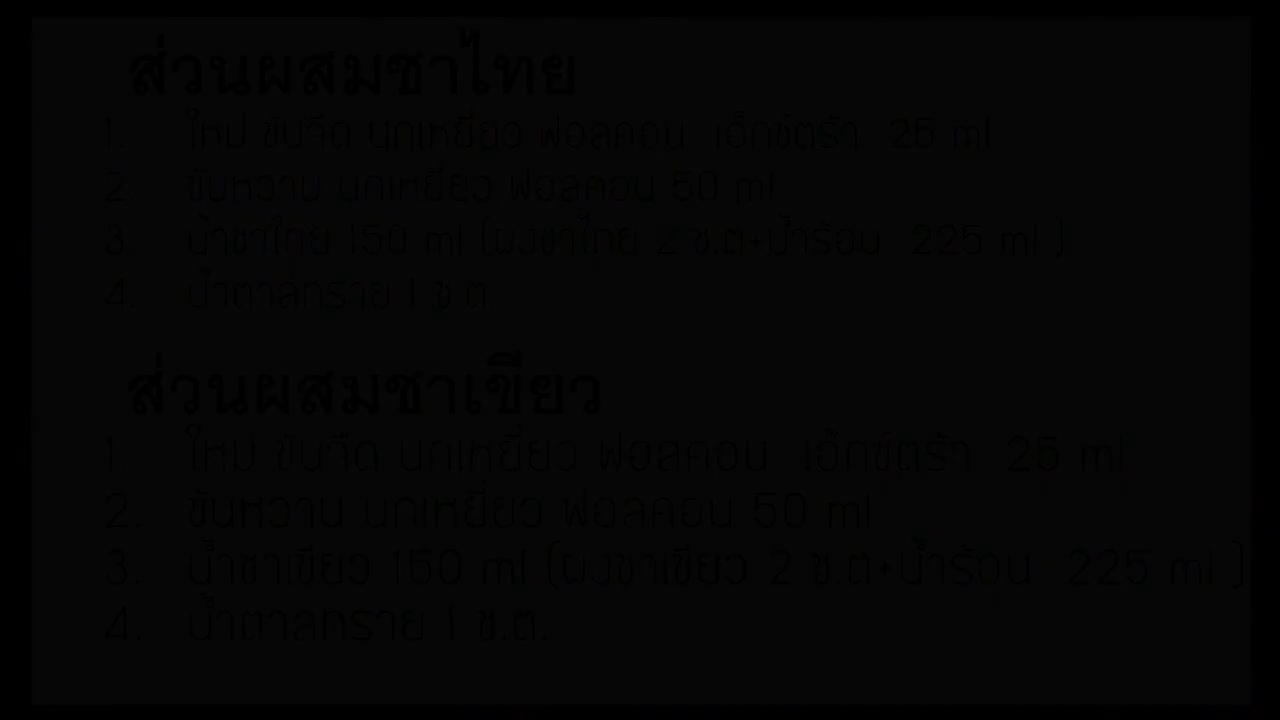 ส่วนผสมชาไทย
1. ใหม่ ข้นจืด นกเหยี่ยว ฟอลคอน เอ็กซ์ตร้า 25 ml
2. ข้นหวาน นกเหยี่ยว ฟอลคอน 50 ml
3. น้ำชาไทย 150 ml (ผงชาไทย 2 ช.ต+น้ำร้อน 225 ml )
4. น้ำตาลทราย 1 ช.ต.
ส่วนผสมชาเขียว
1. ใหม่ ข้นจืด นกเหยี่ยว ฟอลคอน เอ็กซ์ตร้า 25 ml
2. ข้นหวาน นกเหยี่ยว ฟอลคอน 50 ml
3. น้ำชาเขียว 150 ml (ผงชาเขียว 2 ช.ต+น้ำร้อน 225 ml )
4. น้ำตาลทราย 1 ช.ต.